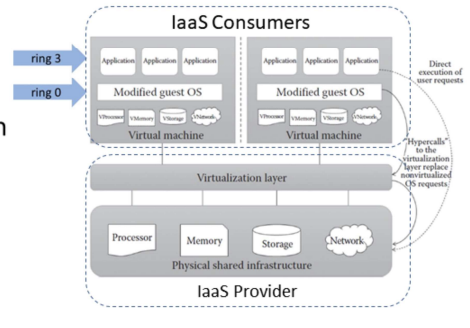 IaaS Consumers
ring 3
ring 0
n
Application
Application
Application
Modified guest OS
VProcessor
VMemory
VStorage
VNetwork
Virtual machine
Application
Application
Application
Modified guest OS
VProcessor
VMemory
VStorage
VNetwork
Virtual machine
Direct
execution of
user requests
"Hypercalls"
to the
virtualization
layer replace
nonvirtualized
OS requests
Virtualization layer
Processor
Memory
Storage
Network
Physical shared infrastructure
IaaS Provider